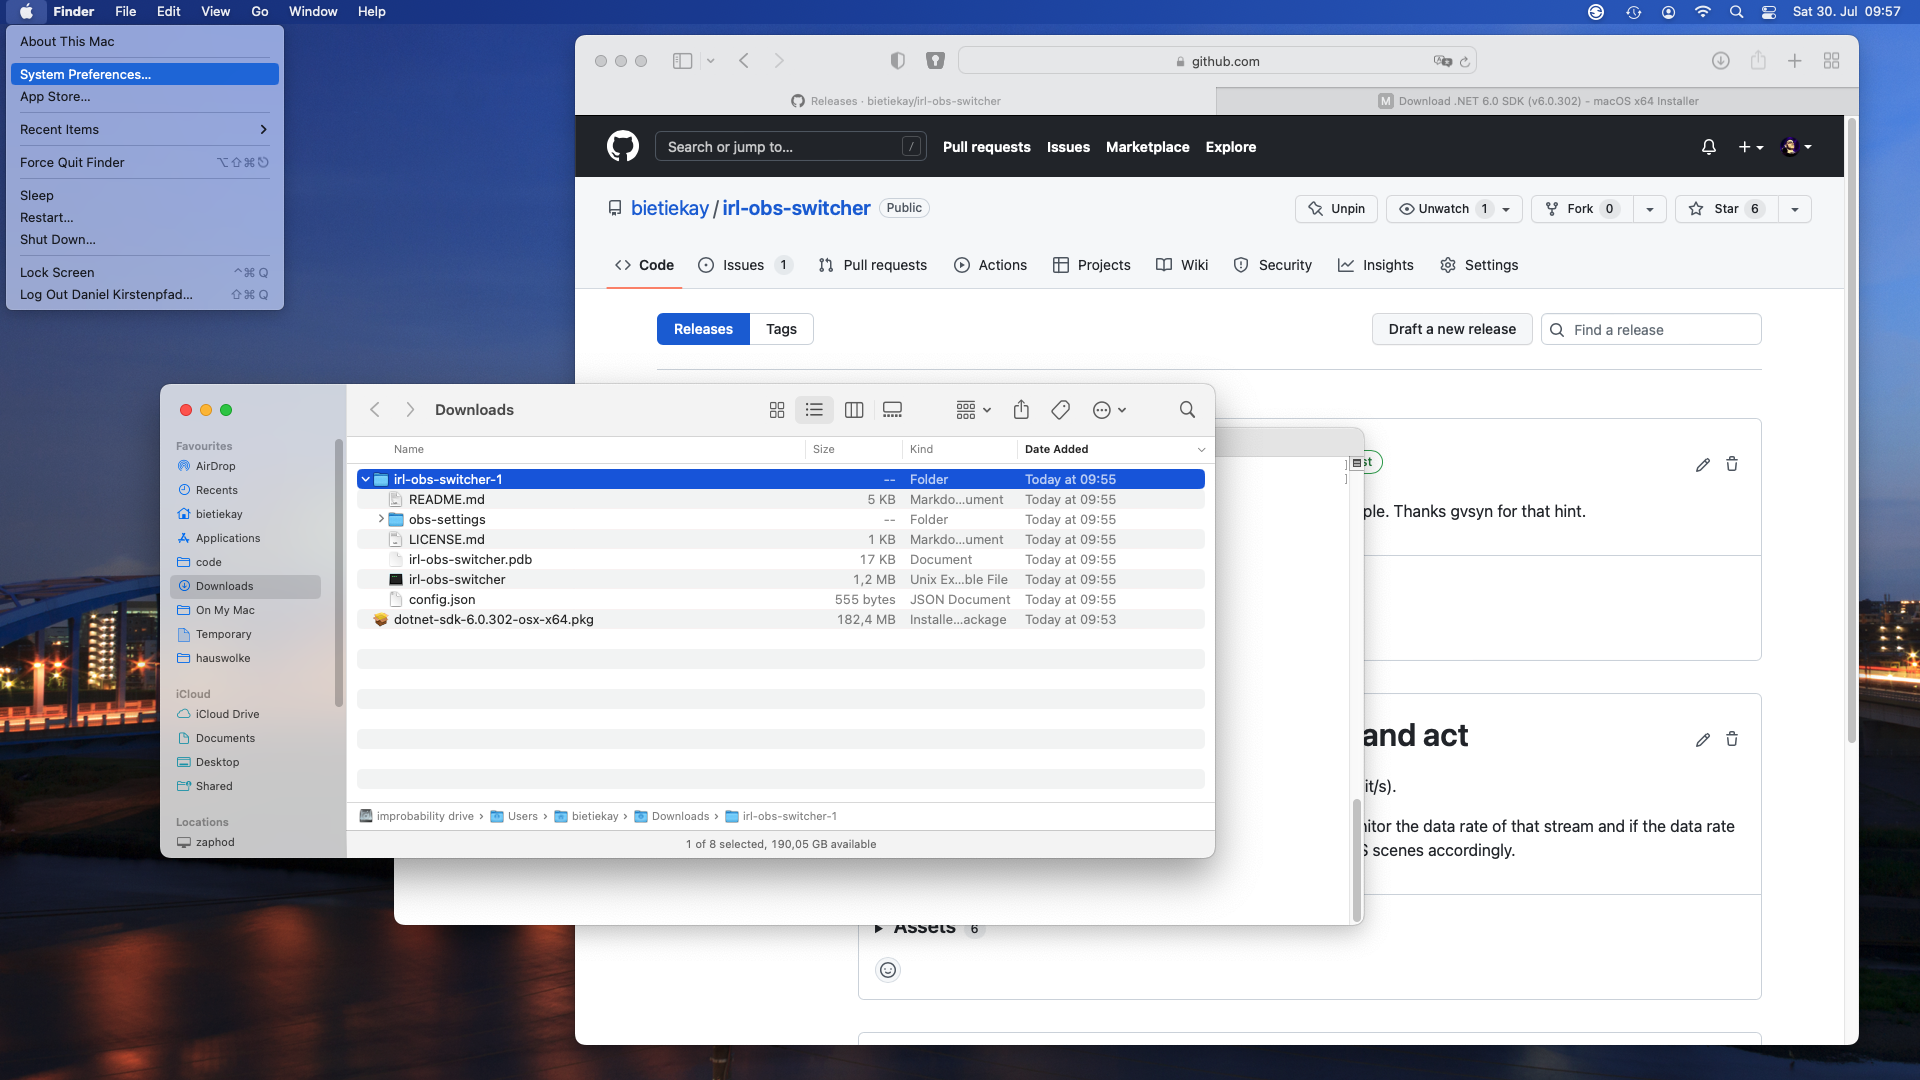 Finder File Edit View Go Window Help
Sat 30. Jul 09:57
About This Mac
System Preferences...
App Store...
Recent Items
Force Quit Finder ⌥⇧⌘⎋
Sleep
Restart...
Shut Down...
Lock Screen ^⌘Q
Log Out Daniel Kirstenpfad... ⇧⌘Q
github.com
Releases · bietiekay/irl-obs-switcher
M Download .NET 6.0 SDK (v6.0.302) - macOS x64 Installer
Search or jump to... /
Pull requests Issues Marketplace Explore
bietiekay / irl-obs-switcher Public
Unpin
Unwatch 1
Fork 0
Star 6
Code
Issues 1
Pull requests
Actions
Projects
Wiki
Security
Insights
Settings
Releases Tags
Draft a new release
Find a release
Downloads
Favourites
AirDrop
Recents
bietiekay
Applications
code
Downloads
On My Mac
Temporary
hauswolke
iCloud
iCloud Drive
Documents
Desktop
Shared
Locations
zaphod
Name Size Kind Date Added
irl-obs-switcher-1 -- Folder Today at 09:55
README.md 5 KB Markdo...ument Today at 09:55
obs-settings -- Folder Today at 09:55
LICENSE.md 1 KB Markdo...ument Today at 09:55
irl-obs-switcher.pdb 17 KB Document Today at 09:55
irl-obs-switcher 1,2 MB Unix Ex...ble File Today at 09:55
config.json 555 bytes JSON Document Today at 09:55
dotnet-sdk-6.0.302-osx-x64.pkg 182,4 MB Installe...ackage Today at 09:53
improbability drive › Users › bietiekay › Downloads › irl-obs-switcher-1
1 of 8 selected, 190,05 GB available
]
]
st
ple. Thanks gvsyn for that hint.
and act
it/s).
itor the data rate of that stream and if the data rate
S scenes accordingly.
Assets 6